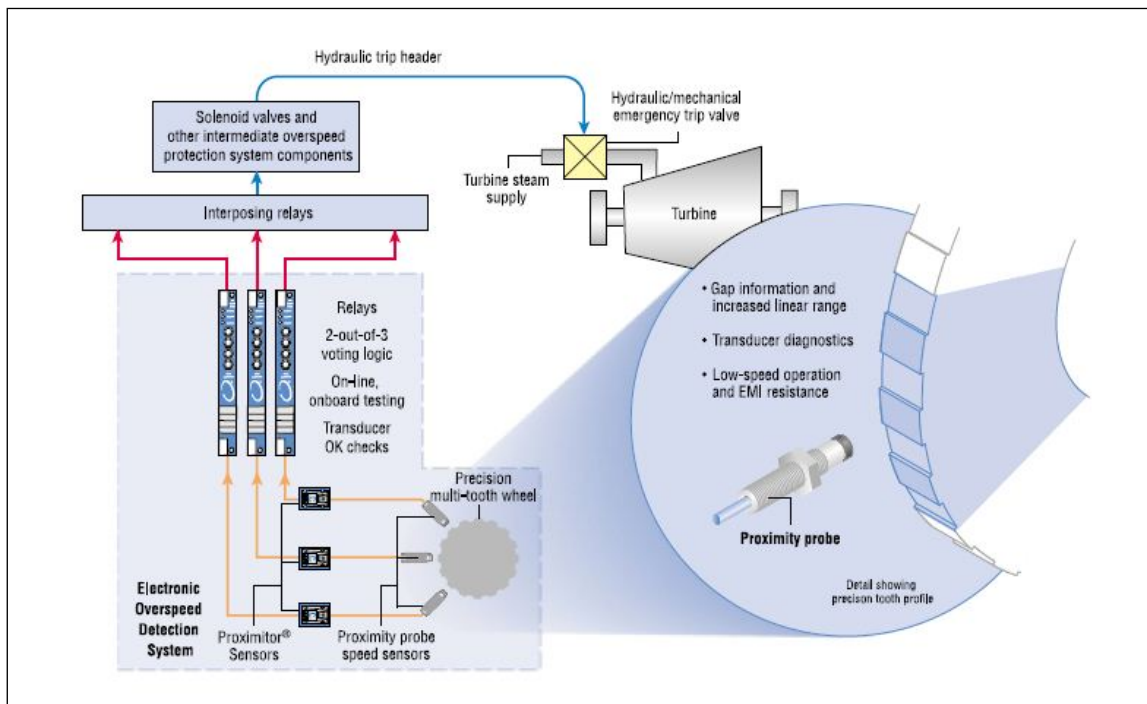 Hydraulic trip header
Solenoid valves and
other intermediate overspeed
protection system components
Hydraulic/mechanical
emergency trip valve
Turbine steam
supply
Turbine
Interposing relays
• Gap information and
increased linear range
• Transducer diagnostics
• Low-speed operation
and EMI resistance
Relays
2-out-of-3
voting logic
On-line,
onboard testing
Transducer
OK checks
Precision
multi-tooth wheel
Proximity probe
Detail showing
precison tooth profile
Electronic
Overspeed
Detection
System
Proximitor®
Sensors
Proximity probe
speed sensors